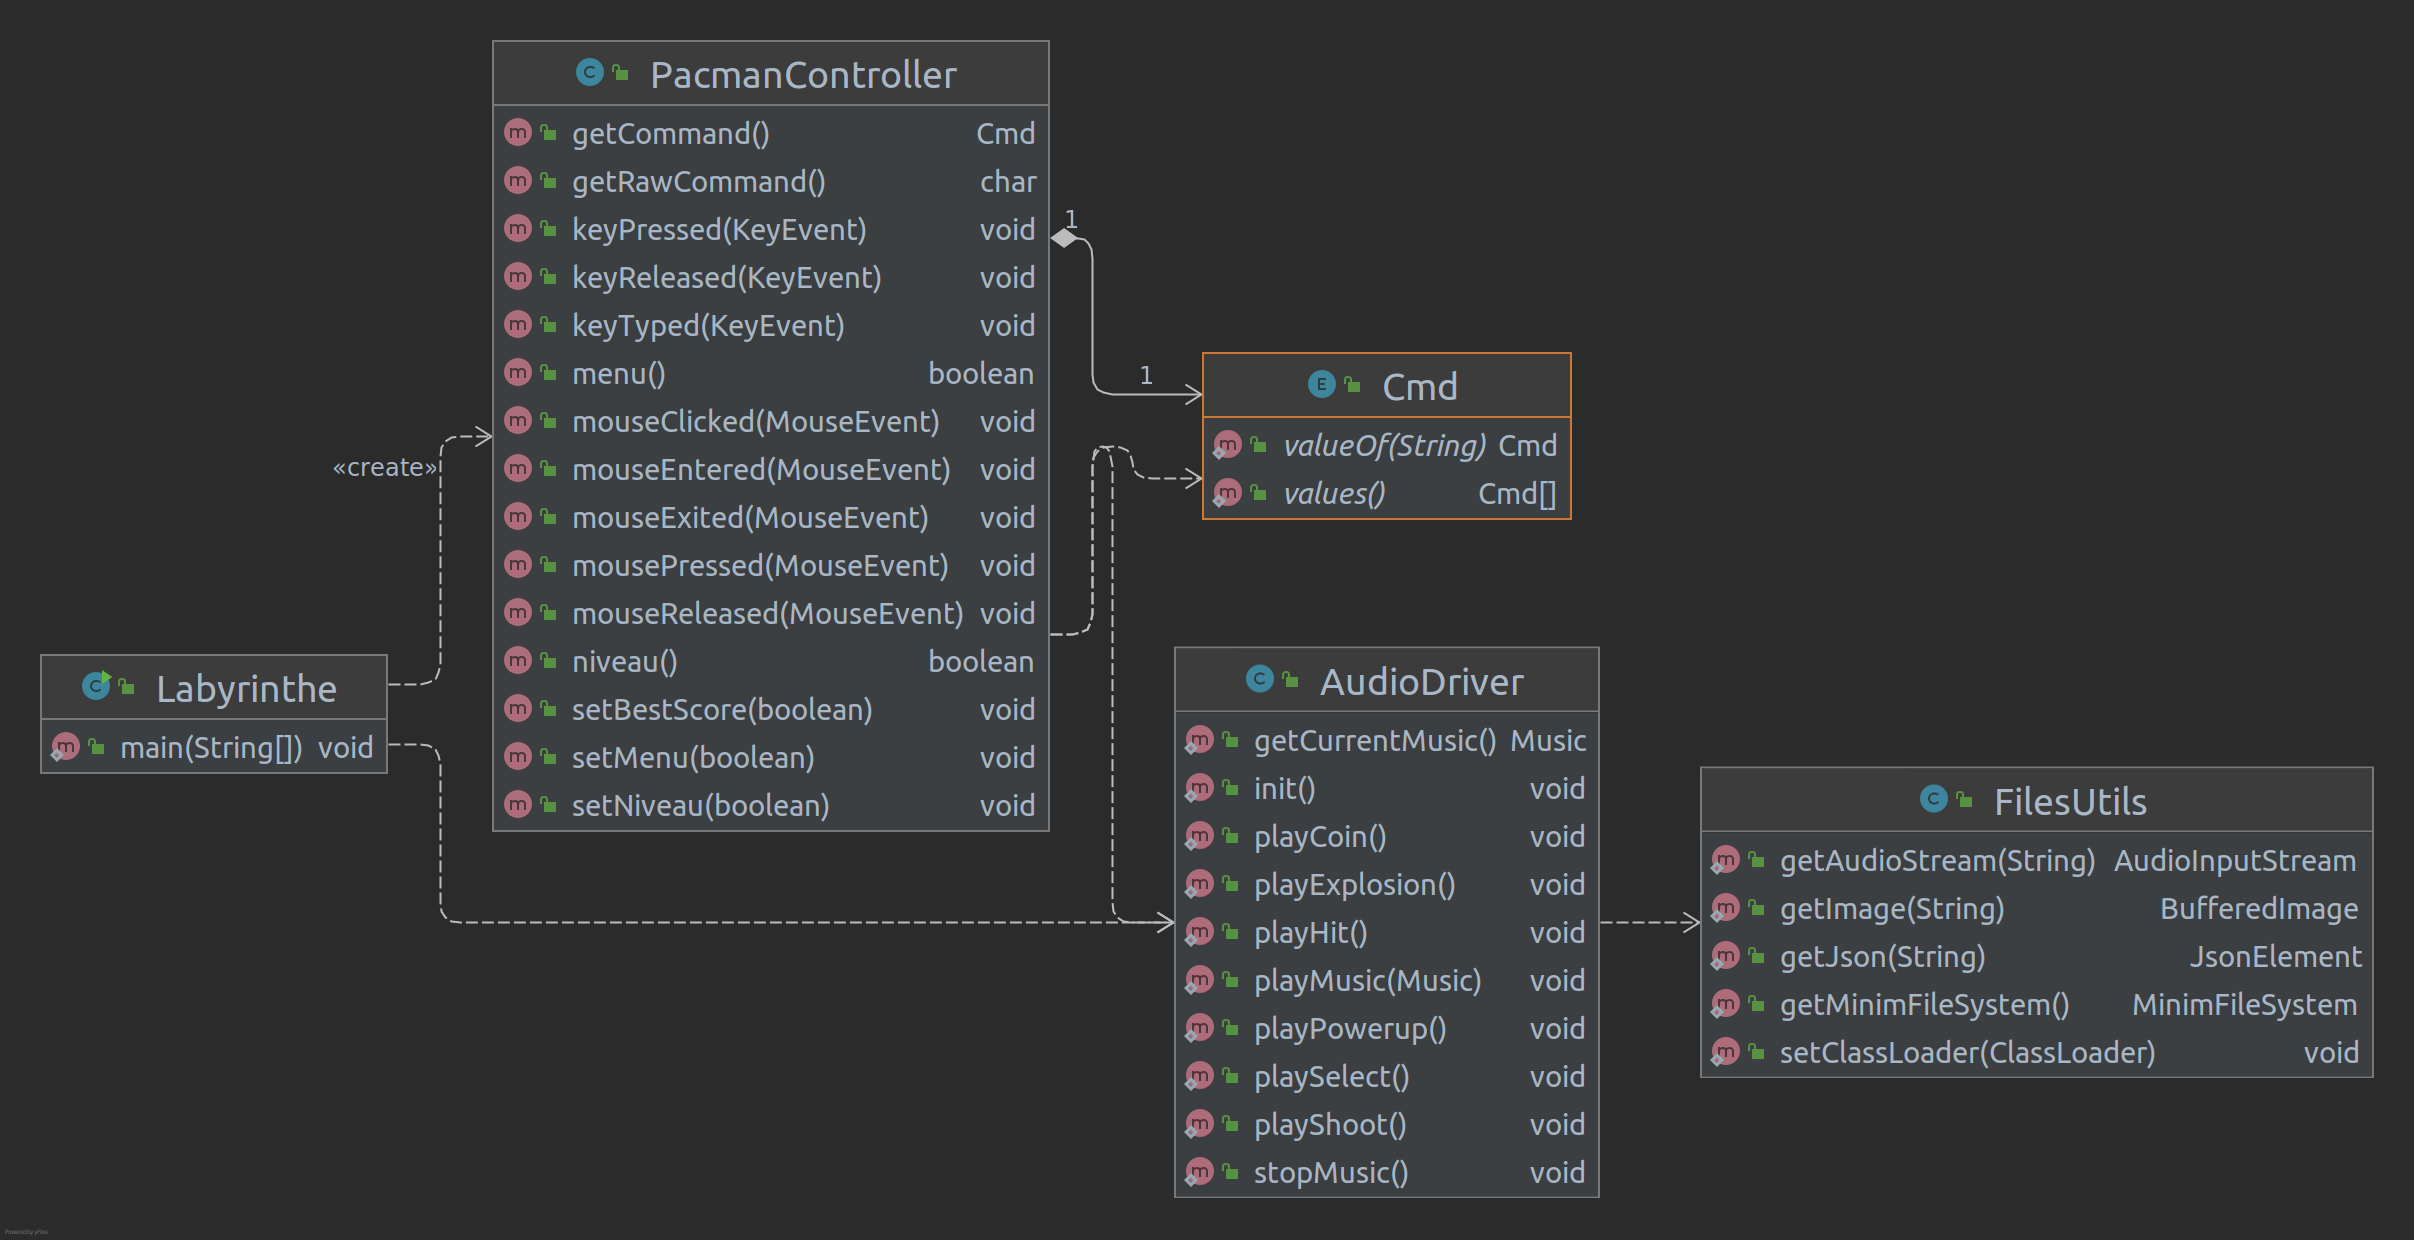 PacmanController
getCommand() Cmd
getRawCommand() char
keyPressed(KeyEvent) void
keyReleased(KeyEvent) void
keyTyped(KeyEvent) void
menu() boolean
mouseClicked(MouseEvent) void
mouseEntered(MouseEvent) void
mouseExited(MouseEvent) void
mousePressed(MouseEvent) void
mouseReleased(MouseEvent) void
niveau() boolean
setBestScore(boolean) void
setMenu(boolean) void
setNiveau(boolean) void
1
1
«create»
Cmd
valueOf(String) Cmd
values() Cmd[]
Labyrinthe
main(String[]) void
AudioDriver
getCurrentMusic() Music
init() void
playCoin() void
playExplosion() void
playHit() void
playMusic(Music) void
playPowerup() void
playSelect() void
playShoot() void
stopMusic() void
FilesUtils
getAudioStream(String) AudioInputStream
getImage(String) BufferedImage
getJson(String) JsonElement
getMinimFileSystem() MinimFileSystem
setClassLoader(ClassLoader) void
Powered by yFiles